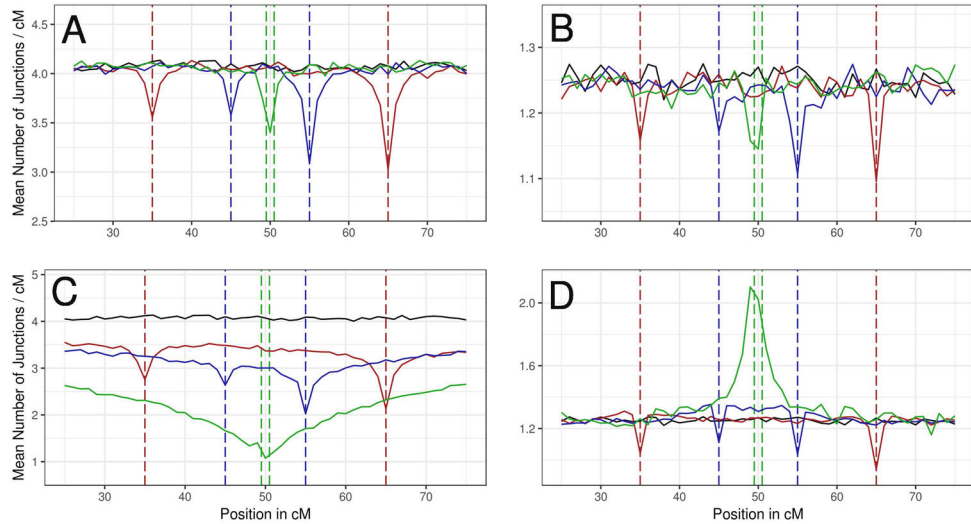 A
B
Mean Number of Junctions / cM
4.5
4.0
3.5
3.0
2.5
30 40 50 60 70
1.3
1.2
1.1
30 40 50 60 70
C
D
Mean Number of Junctions / cM
5
4
3
2
1
30 40 50 60 70
Position in cM
2.0
1.6
1.2
30 40 50 60 70
Position in cM